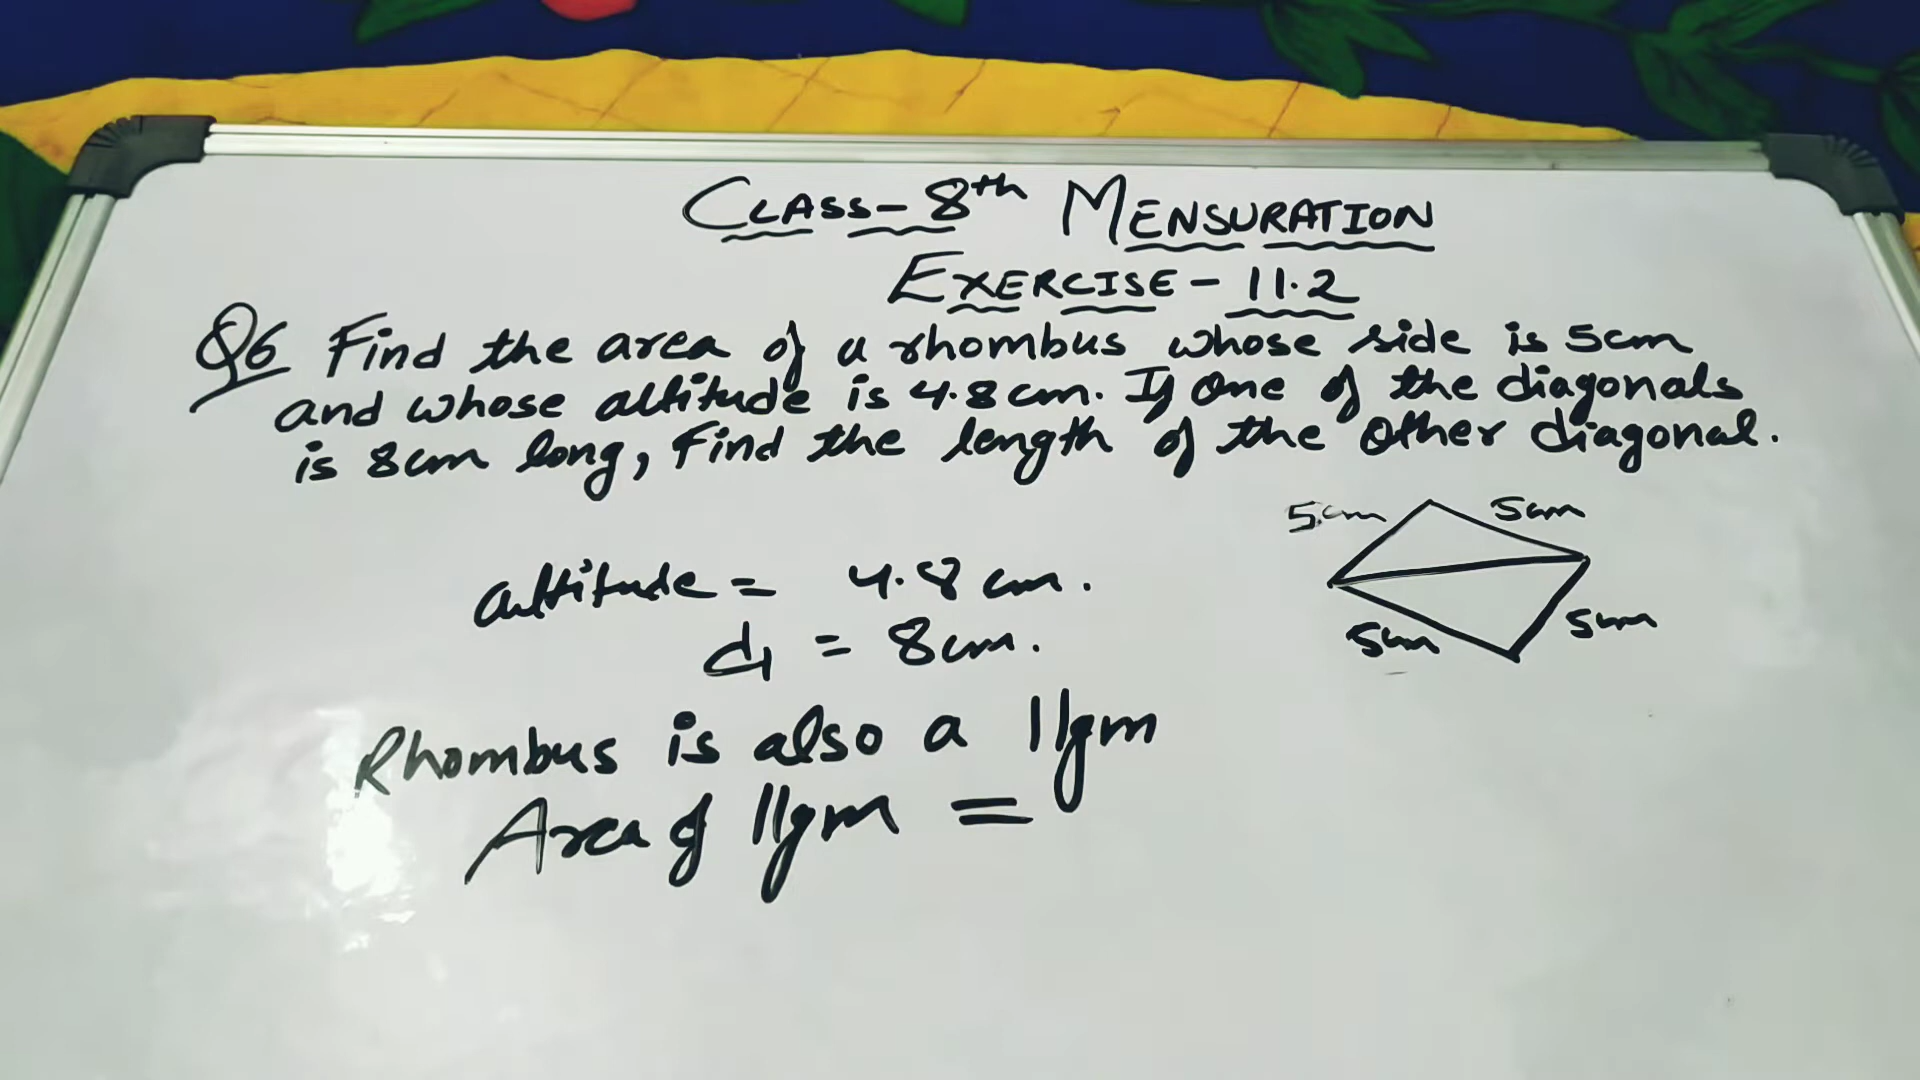 CLASS-8th MENSURATION
EXERCISE - 11.2
Q6 Find the area of a rhombus whose side is 5cm
and whose altitude is 4.8cm. If one of the diagonals
is 8cm long, Find the length of the other diagonal.
5cm 5cm
altitude = 4.8 cm.
5cm 5cm
d1 = 8cm.
Rhombus is also a ||gm
Area of ||gm =